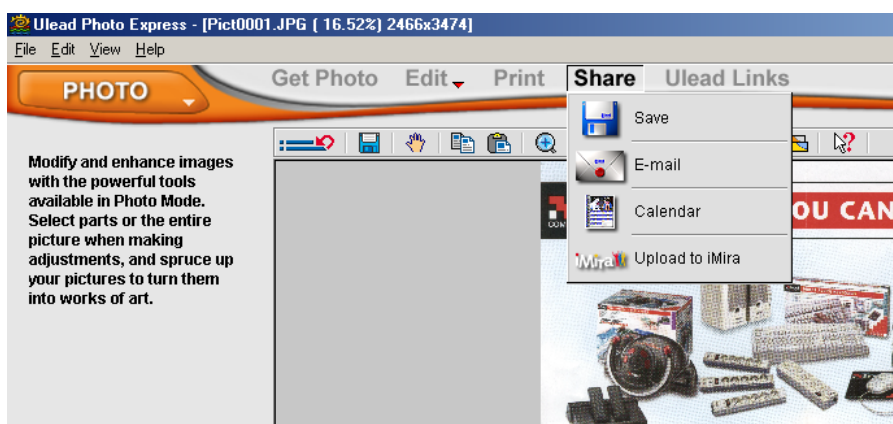 Ulead Photo Express - [Pict0001.JPG ( 16.52%) 2466x3474]
File Edit View Help
PHOTO
Get Photo Edit Print Share Ulead Links
Save
E-mail
Calendar
Upload to iMira
Modify and enhance images
with the powerful tools
available in Photo Mode.
Select parts or the entire
picture when making
adjustments, and spruce up
your pictures to turn them
into works of art.
OU CAN